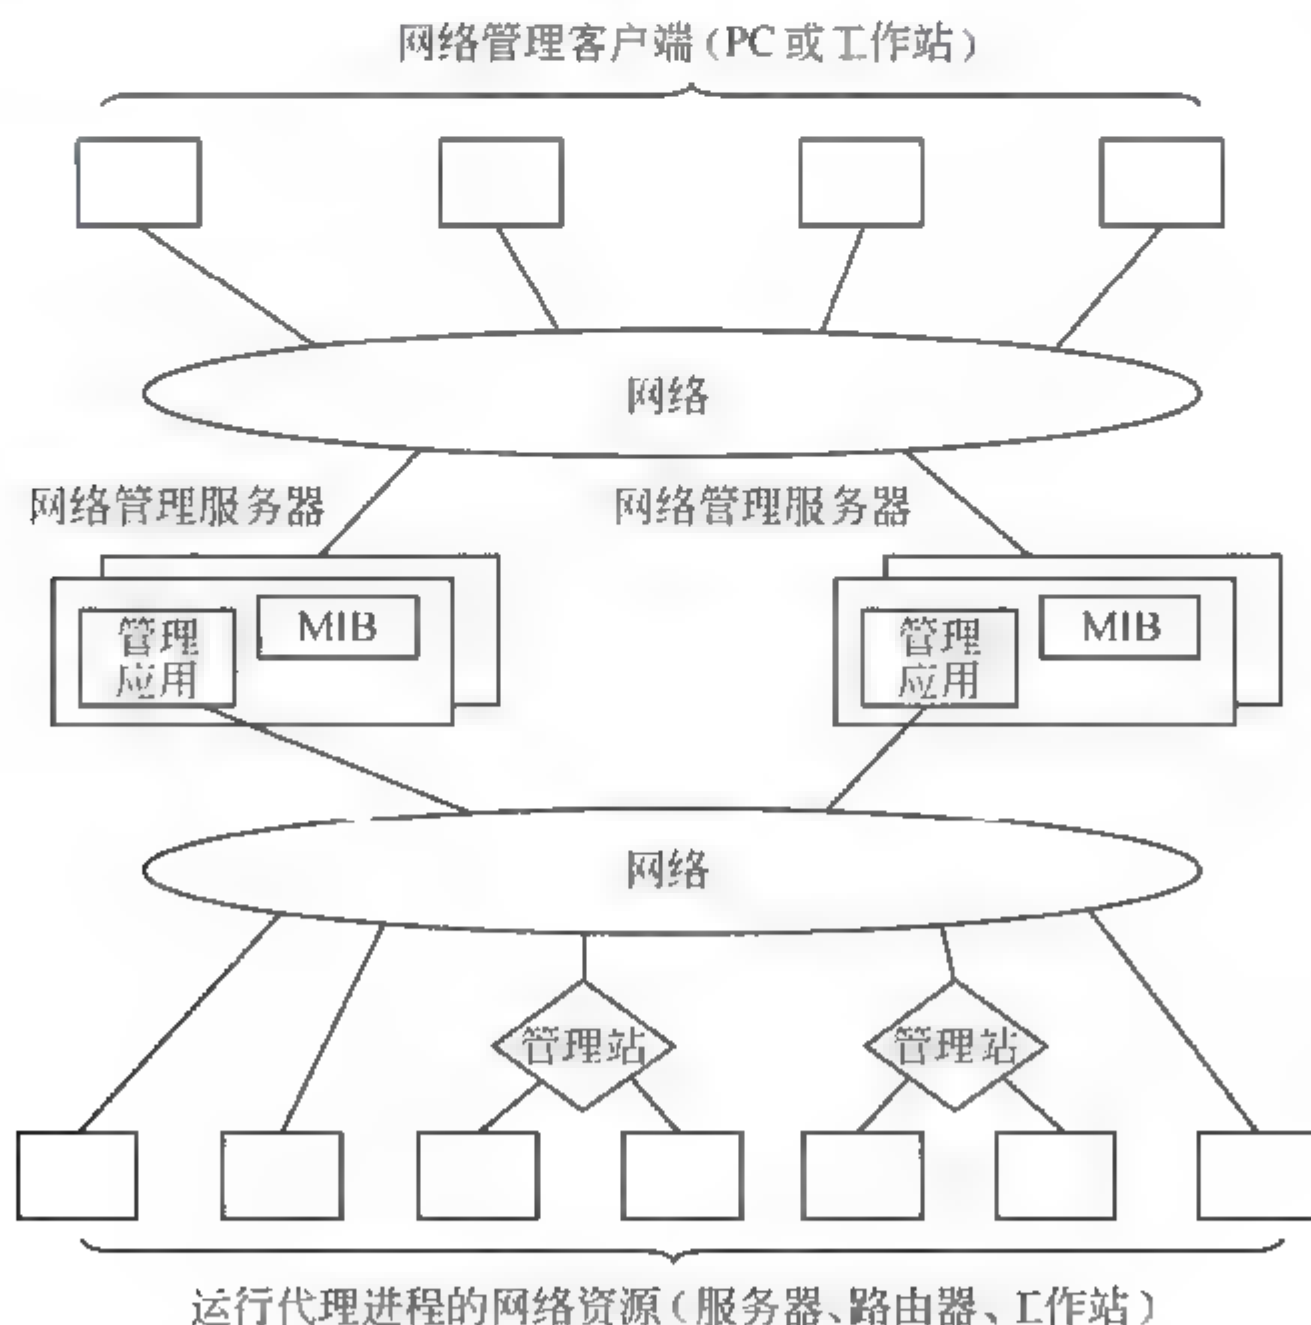 网络管理客户端(PC或工作站)
网络
网络管理服务器
网络管理服务器
管理
应用
MIB
管理
应用
MIB
网络
管理站
管理站
运行代理进程的网络资源(服务器、路由器、工作站)